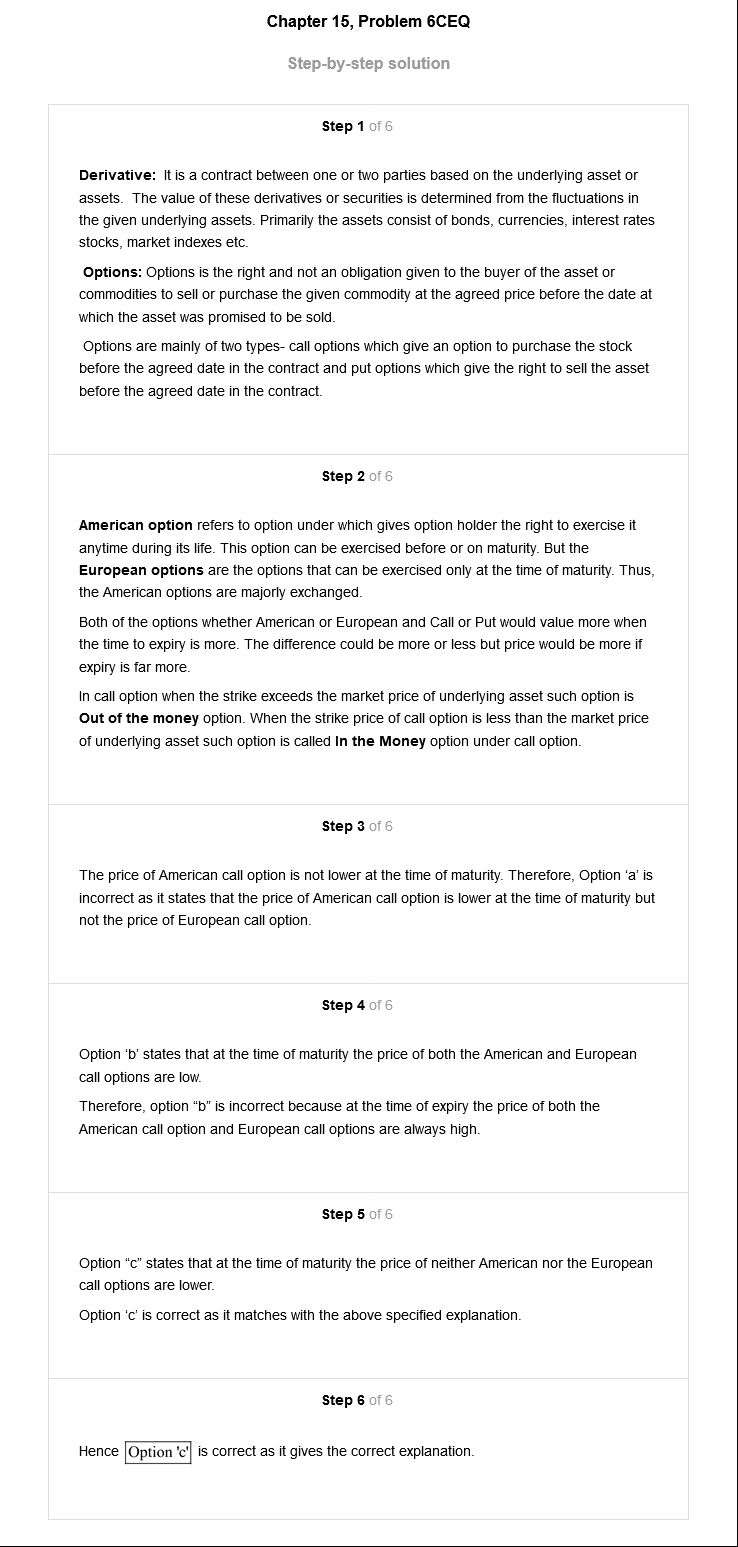 Chapter 15, Problem 6CEQ
Step-by-step solution
Step 1 of 6
Derivative:  It is a contract between one or two parties based on the underlying asset or
assets.  The value of these derivatives or securities is determined from the fluctuations in
the given underlying assets. Primarily the assets consist of bonds, currencies, interest rates
stocks, market indexes etc.
Options: Options is the right and not an obligation given to the buyer of the asset or
commodities to sell or purchase the given commodity at the agreed price before the date at
which the asset was promised to be sold.
Options are mainly of two types- call options which give an option to purchase the stock
before the agreed date in the contract and put options which give the right to sell the asset
before the agreed date in the contract.
Step 2 of 6
American option refers to option under which gives option holder the right to exercise it
anytime during its life. This option can be exercised before or on maturity. But the
European options are the options that can be exercised only at the time of maturity. Thus,
the American options are majorly exchanged.
Both of the options whether American or European and Call or Put would value more when
the time to expiry is more. The difference could be more or less but price would be more if
expiry is far more.
In call option when the strike exceeds the market price of underlying asset such option is
Out of the money option. When the strike price of call option is less than the market price
of underlying asset such option is called In the Money option under call option.
Step 3 of 6
The price of American call option is not lower at the time of maturity. Therefore, Option ‘a’ is
incorrect as it states that the price of American call option is lower at the time of maturity but
not the price of European call option.
Step 4 of 6
Option ‘b’ states that at the time of maturity the price of both the American and European
call options are low.
Therefore, option “b” is incorrect because at the time of expiry the price of both the
American call option and European call options are always high.
Step 5 of 6
Option “c” states that at the time of maturity the price of neither American nor the European
call options are lower.
Option ‘c’ is correct as it matches with the above specified explanation.
Step 6 of 6
Hence Option 'c' is correct as it gives the correct explanation.